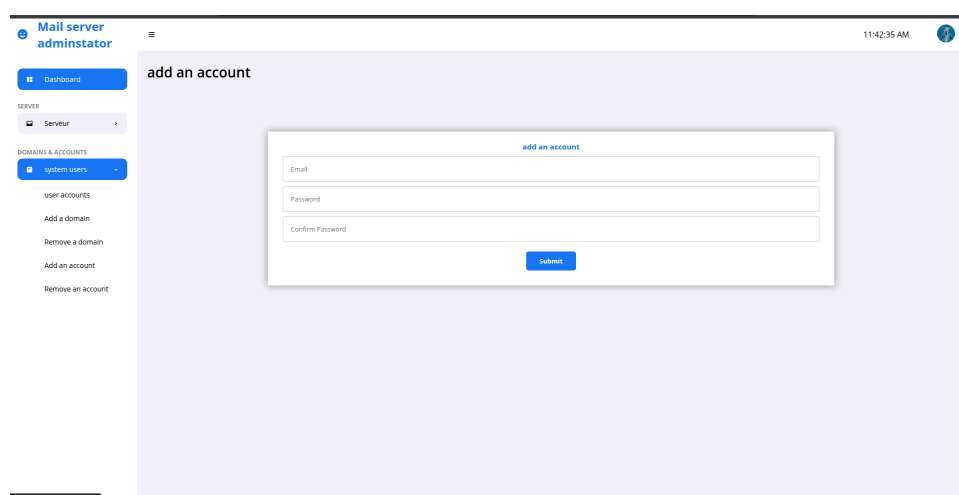 Mail server
adminstator
11:42:35 AM
Dashboard
SERVER
Serveur
DOMAINS & ACCOUNTS
system users
user accounts
Add a domain
Remove a domain
Add an account
Remove an account
add an account
add an account
Email
Password
Confirm Password
Submit